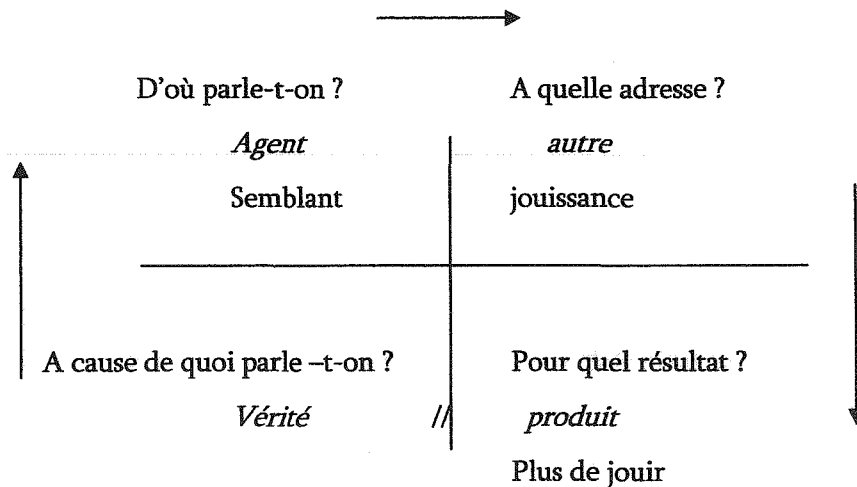 D'où parle-t-on ? A quelle adresse ?
Agent autre
Semblant jouissance
A cause de quoi parle –t-on ? Pour quel résultat ?
Vérité // produit
Plus de jouir